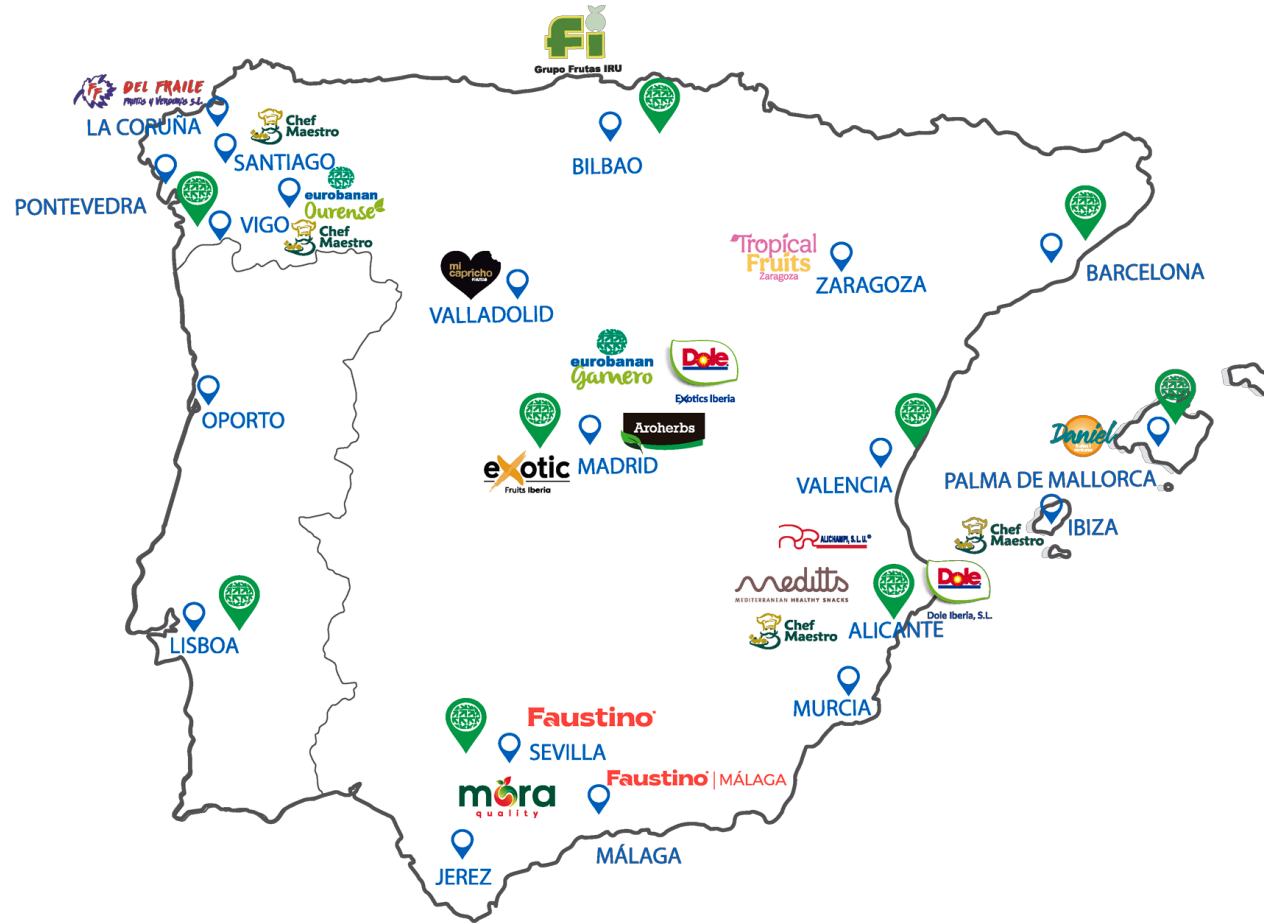 fi
Grupo Frutas IRU
FF
DEL FRAILE
FRUTAS Y VERDURAS S.L.
LA CORUÑA
Chef
Maestro
SANTIAGO
BILBAO
PONTEVEDRA
VIGO
eurobanan
Ourense
Chef
Maestro
Tropical
Fruits
Zaragoza
ZARAGOZA
BARCELONA
mi
capricho
VALLADOLID
eurobanan
Gamero
Dole
Exotics Iberia
OPORTO
Aroherbs
exotic
Fruits Iberia
MADRID
Daniel
VALENCIA
PALMA DE MALLORCA
IBIZA
Chef
Maestro
ALICHAMPI, S.L.U.®
meditts
MEDITERRANEAN HEALTHY SNACKS
Dole
Dole Iberia, S.L.
Chef
Maestro
ALICANTE
LISBOA
MURCIA
Faustino
SEVILLA
Faustino | MÁLAGA
mora
quality
MÁLAGA
JEREZ